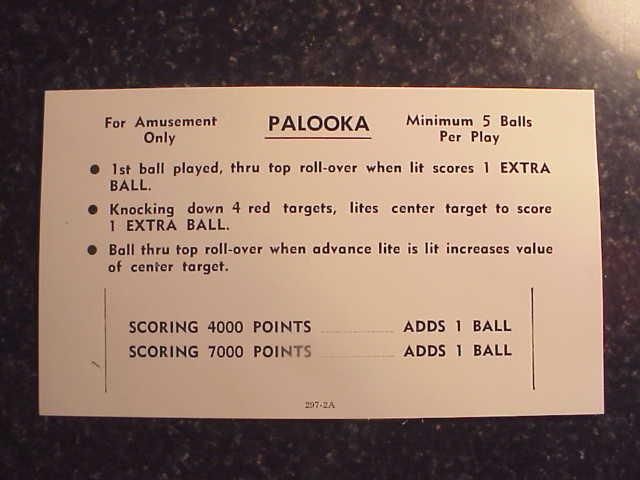 For Amusement Only
PALOOKA
Minimum 5 Balls Per Play
● 1st ball played, thru top roll-over when lit scores 1 EXTRA
BALL.
● Knocking down 4 red targets, lites center target to score
1 EXTRA BALL.
● Ball thru top roll-over when advance lite is lit increases value
of center target.
SCORING 4000 POINTS ........................ ADDS 1 BALL
SCORING 7000 POINTS ........................ ADDS 1 BALL
297-2A